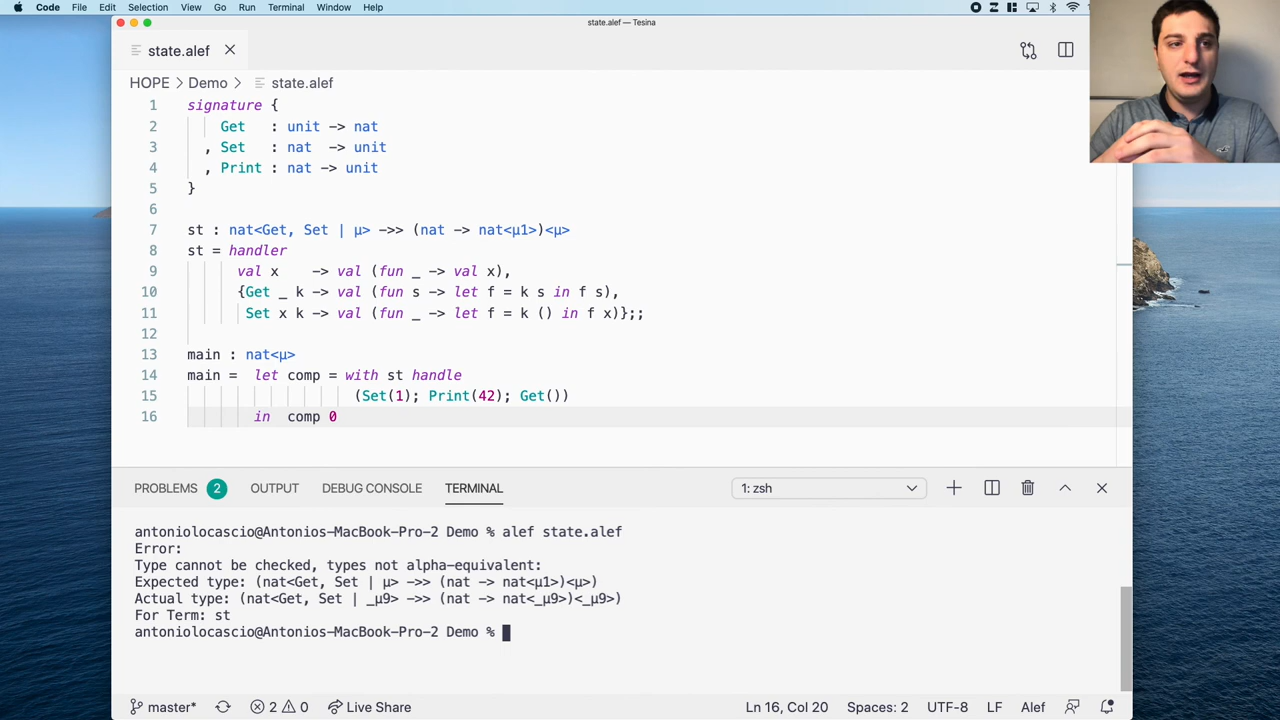 Code File Edit Selection View Go Run Terminal Window Help
state.alef — Tesina
state.alef
HOPE > Demo > state.alef
1 signature {
2 Get : unit -> nat
3 , Set : nat -> unit
4 , Print : nat -> unit
5 }
6
7 st : nat<Get, Set | μ> ->> (nat -> nat<μ1>)<μ>
8 st = handler
9 val x -> val (fun _ -> val x),
10 {Get _ k -> val (fun s -> let f = k s in f s),
11 Set x k -> val (fun _ -> let f = k () in f x)};;
12
13 main : nat<μ>
14 main = let comp = with st handle
15 (Set(1); Print(42); Get())
16 in comp 0
PROBLEMS 2 OUTPUT DEBUG CONSOLE TERMINAL 1: zsh
antoniolocascio@Antonios-MacBook-Pro-2 Demo % alef state.alef
Error:
Type cannot be checked, types not alpha-equivalent:
Expected type: (nat<Get, Set | μ> ->> (nat -> nat<μ1>)<μ>)
Actual type: (nat<Get, Set | _μ9> ->> (nat -> nat<_μ9>)<_μ9>)
For Term: st
antoniolocascio@Antonios-MacBook-Pro-2 Demo %
master* 2 0 Live Share Ln 16, Col 20 Spaces: 2 UTF-8 LF Alef